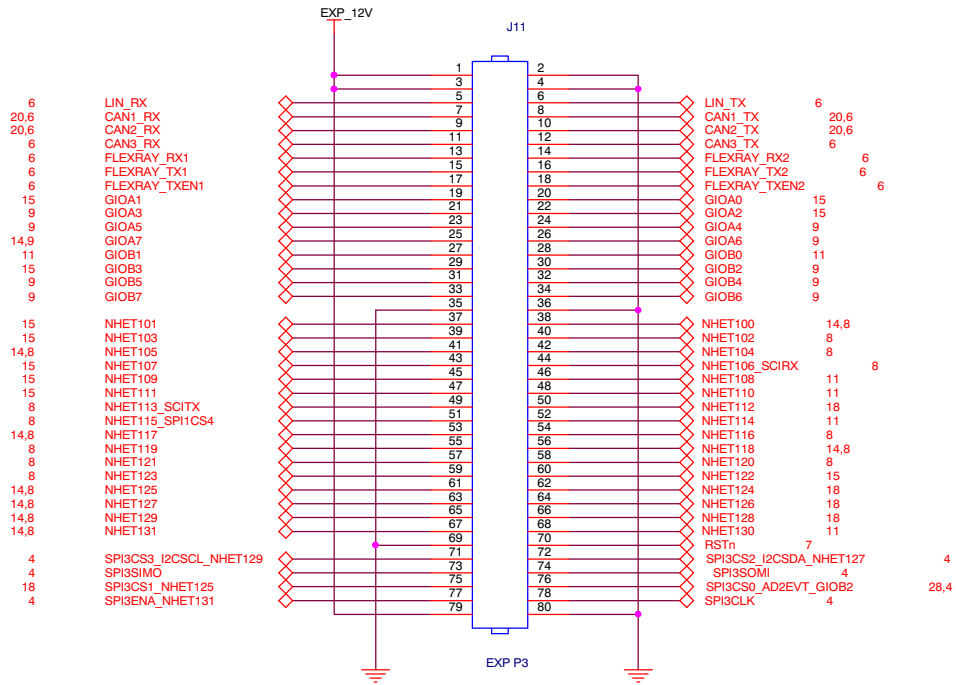 EXP_12V
J11
1 2
3 4
6 LIN_RX 5 6 LIN_TX 6
20,6 CAN1_RX 7 8 CAN1_TX 20,6
20,6 CAN2_RX 9 10 CAN2_TX 20,6
6 CAN3_RX 11 12 CAN3_TX 6
6 FLEXRAY_RX1 13 14 FLEXRAY_RX2 6
6 FLEXRAY_TX1 15 16 FLEXRAY_TX2 6
6 FLEXRAY_TXEN1 17 18 FLEXRAY_TXEN2 6
15 GIOA1 19 20 GIOA0 15
9 GIOA3 21 22 GIOA2 15
9 GIOA5 23 24 GIOA4 9
14,9 GIOA7 25 26 GIOA6 9
11 GIOB1 27 28 GIOB0 11
15 GIOB3 29 30 GIOB2 9
9 GIOB5 31 32 GIOB4 9
9 GIOB7 33 34 GIOB6 9
35 36
15 NHET101 37 38 NHET100 14,8
15 NHET103 39 40 NHET102 8
14,8 NHET105 41 42 NHET104 8
15 NHET107 43 44 NHET106_SCIRX 8
15 NHET109 45 46 NHET108 11
15 NHET111 47 48 NHET110 11
8 NHET113_SCITX 49 50 NHET112 18
8 NHET115_SPI1CS4 51 52 NHET114 11
14,8 NHET117 53 54 NHET116 8
8 NHET119 55 56 NHET118 14,8
8 NHET121 57 58 NHET120 8
8 NHET123 59 60 NHET122 15
14,8 NHET125 61 62 NHET124 18
14,8 NHET127 63 64 NHET126 18
14,8 NHET129 65 66 NHET128 18
14,8 NHET131 67 68 NHET130 11
69 70 RSTn 7
4 SPI3CS3_I2CSCL_NHET129 71 72 SPI3CS2_I2CSDA_NHET127 4
4 SPI3SIMO 73 74 SPI3SOMI 4
18 SPI3CS1_NHET125 75 76 SPI3CS0_AD2EVT_GIOB2 28,4
4 SPI3ENA_NHET131 77 78 SPI3CLK 4
79 80
EXP P3